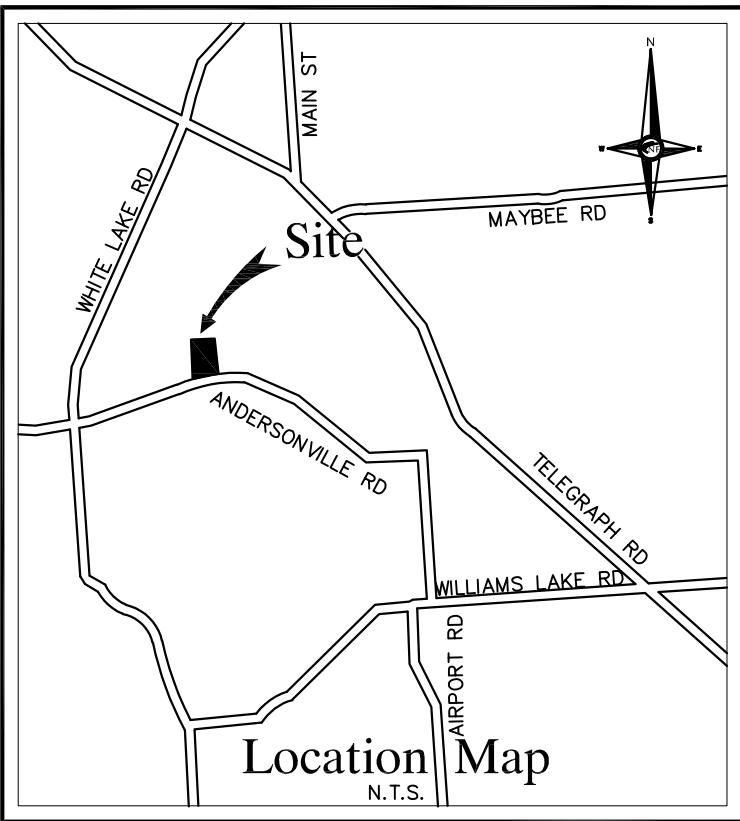 N
W
E
S
MAIN ST
WHITE LAKE RD
MAYBEE RD
Site
ANDERSONVILLE RD
TELEGRAPH RD
WILLIAMS LAKE RD
AIRPORT RD
Location Map
N.T.S.